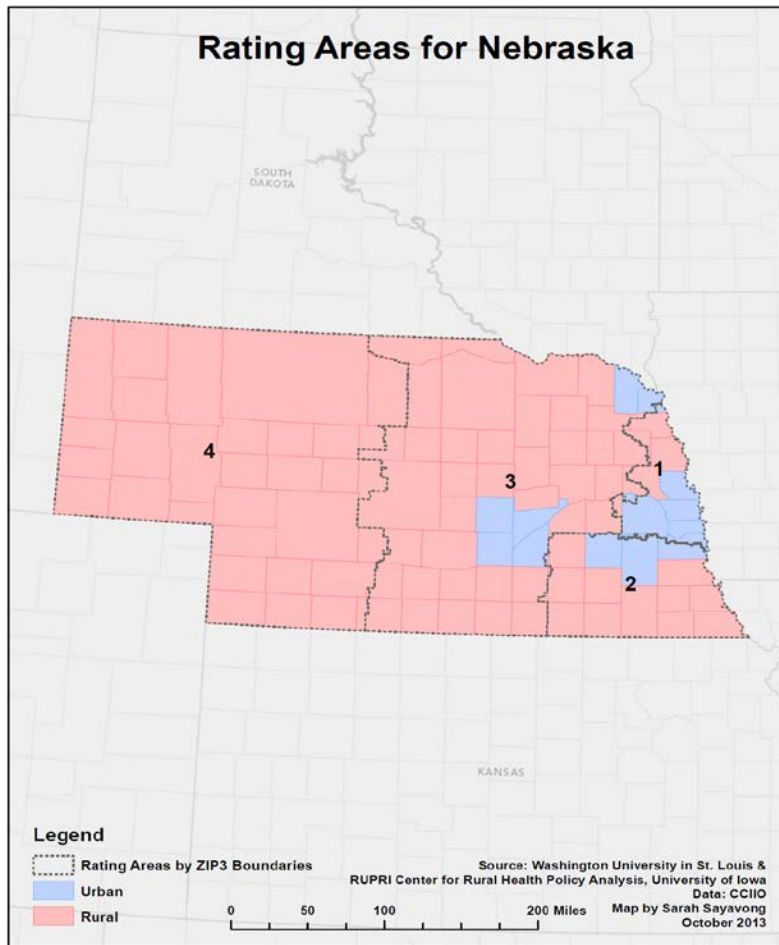 Rating Areas for Nebraska
SOUTH
DAKOTA
4
3
1
2
KANSAS
Legend
Rating Areas by ZIP3 Boundaries
Urban
Rural
0 50 100 200 Miles
Source: Washington University in St. Louis &
RUPRI Center for Rural Health Policy Analysis, University of Iowa
Data: CCIIO
Map by Sarah Sayavong
October 2013